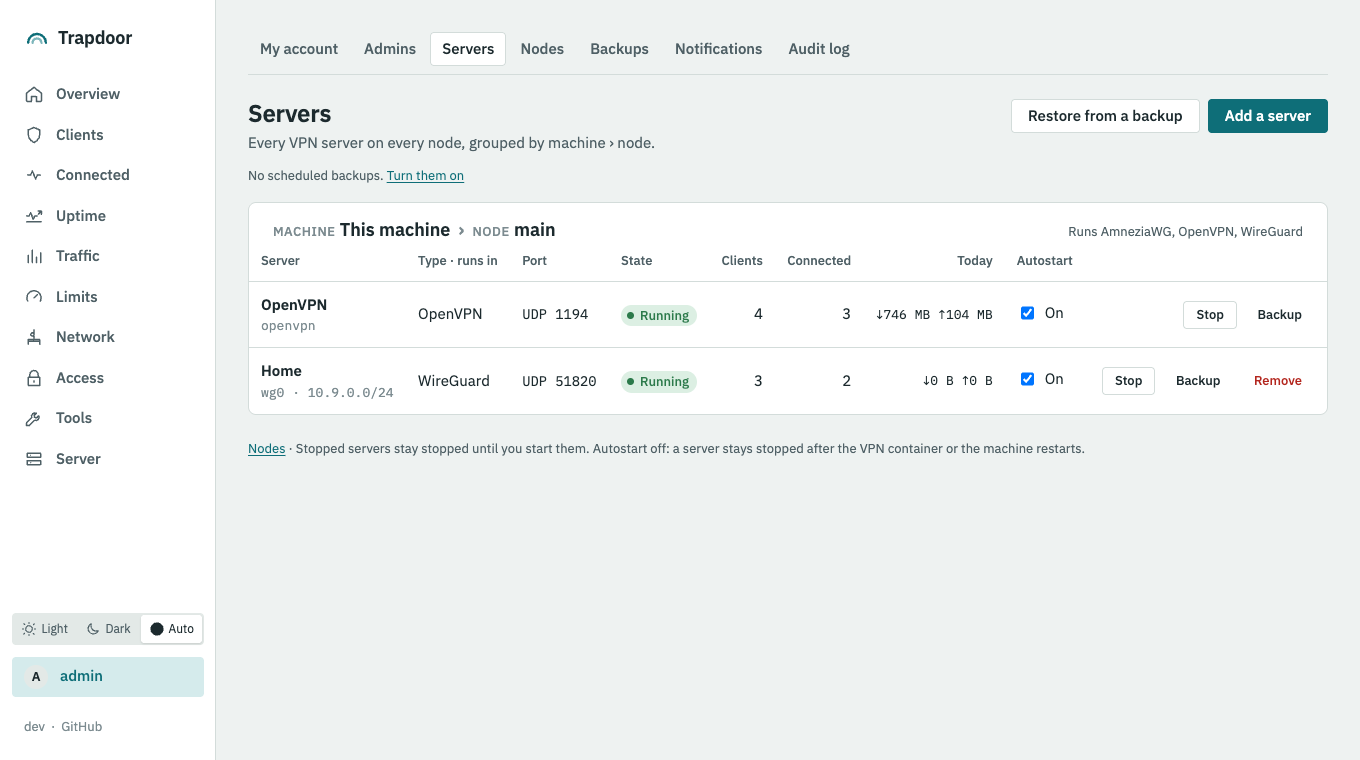 Trapdoor
Overview
Clients
Connected
Uptime
Traffic
Limits
Network
Access
Tools
Server
Light Dark Auto
A admin
dev · GitHub
My account Admins Servers Nodes Backups Notifications Audit log
Servers
Restore from a backup Add a server
Every VPN server on every node, grouped by machine › node.
No scheduled backups. Turn them on
MACHINE This machine › NODE main Runs AmneziaWG, OpenVPN, WireGuard
Server Type · runs in Port State Clients Connected Today Autostart
OpenVPN
openvpn
OpenVPN UDP 1194 Running 4 3 ↓746 MB ↑104 MB On Stop Backup
Home
wg0 · 10.9.0.0/24
WireGuard UDP 51820 Running 3 2 ↓0 B ↑0 B On Stop Backup Remove
Nodes · Stopped servers stay stopped until you start them. Autostart off: a server stays stopped after the VPN container or the machine restarts.